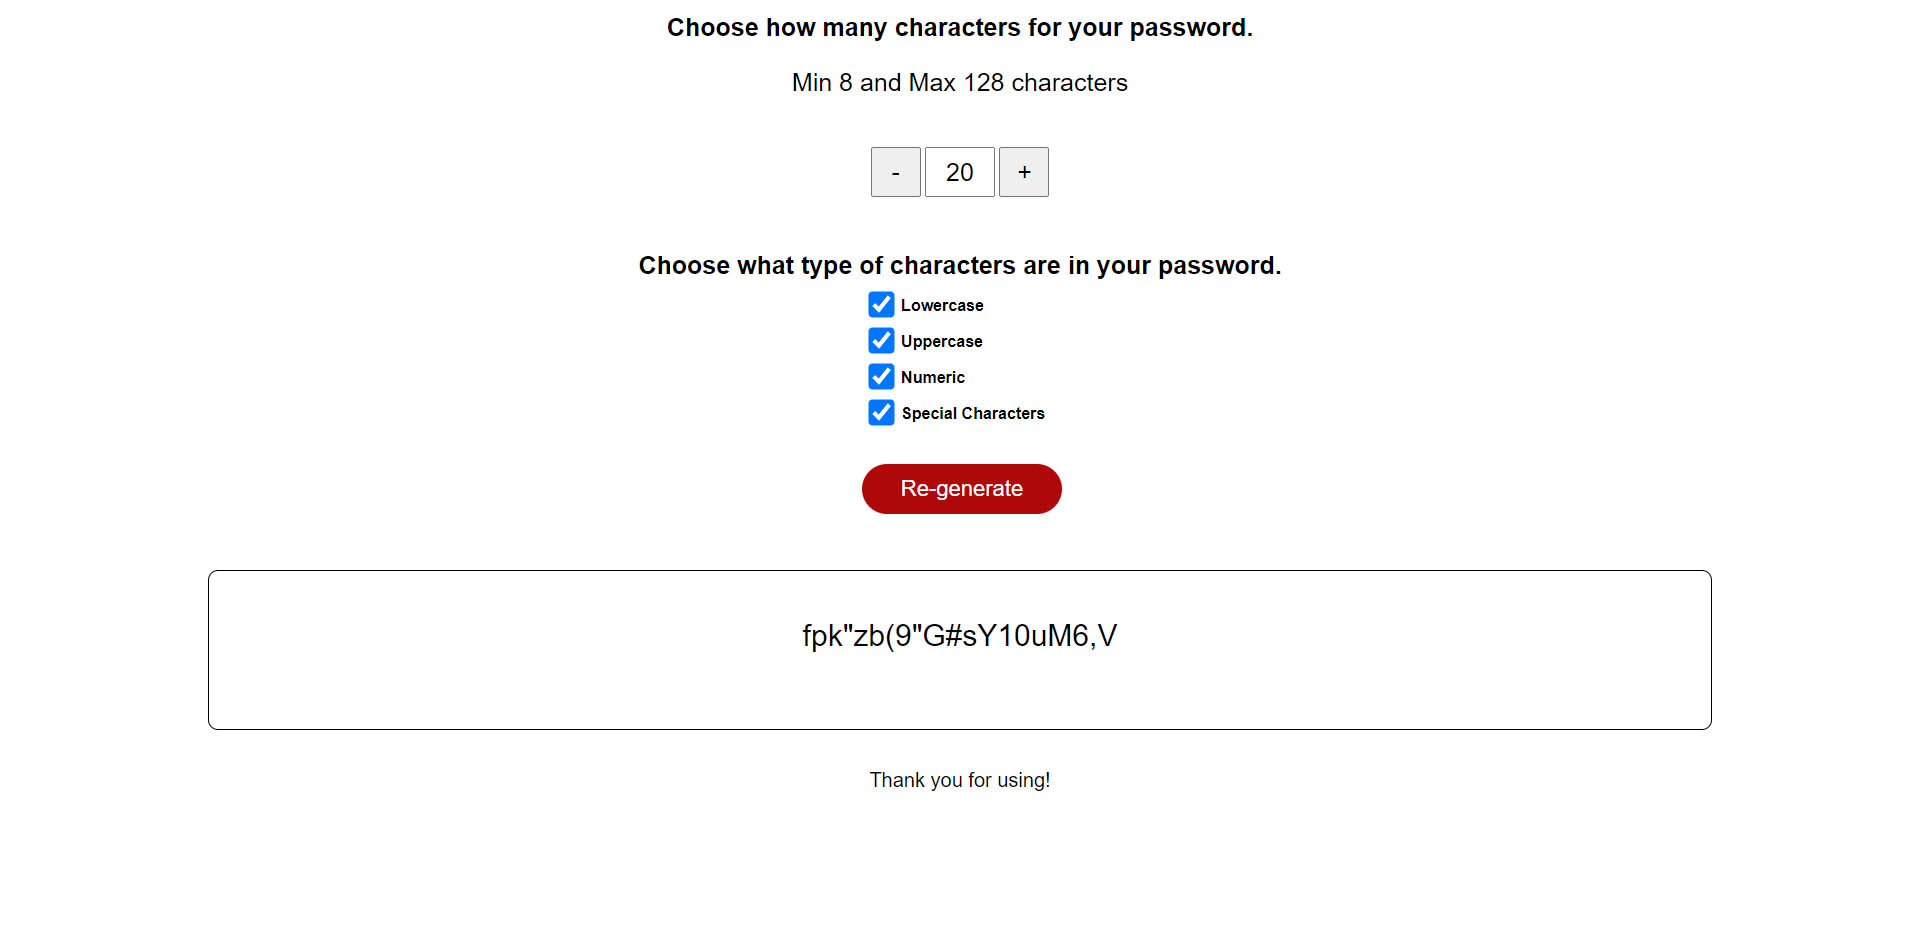 Choose how many characters for your password.
Min 8 and Max 128 characters
- 20 +
Choose what type of characters are in your password.
Lowercase
Uppercase
Numeric
Special Characters
Re-generate
fpk"zb(9"G#sY10uM6,V
Thank you for using!